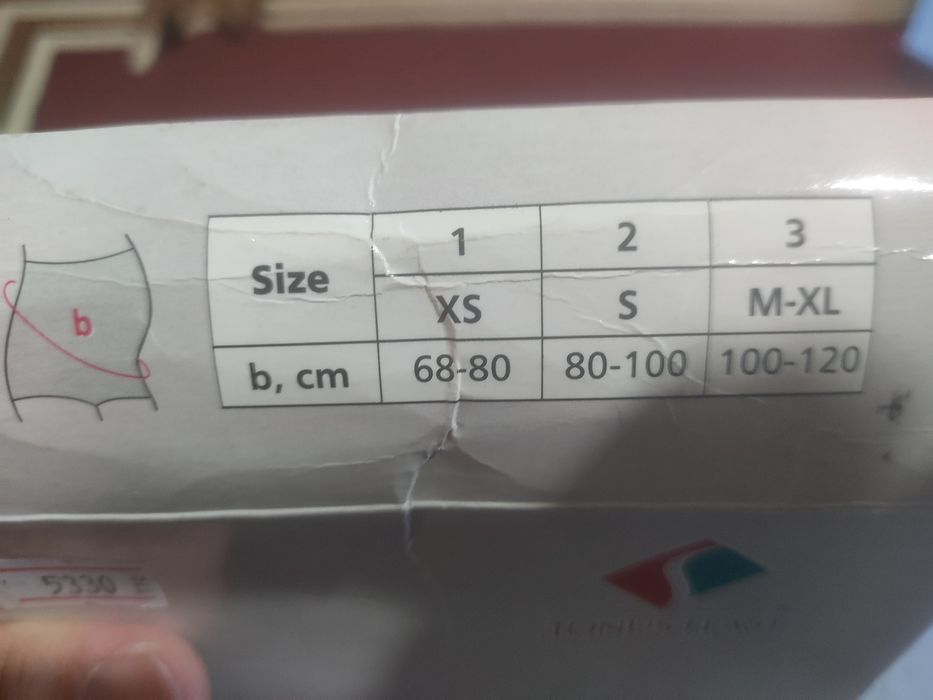 b
Size 1 2 3
XS S M-XL
b, cm 68-80 80-100 100-120
5330